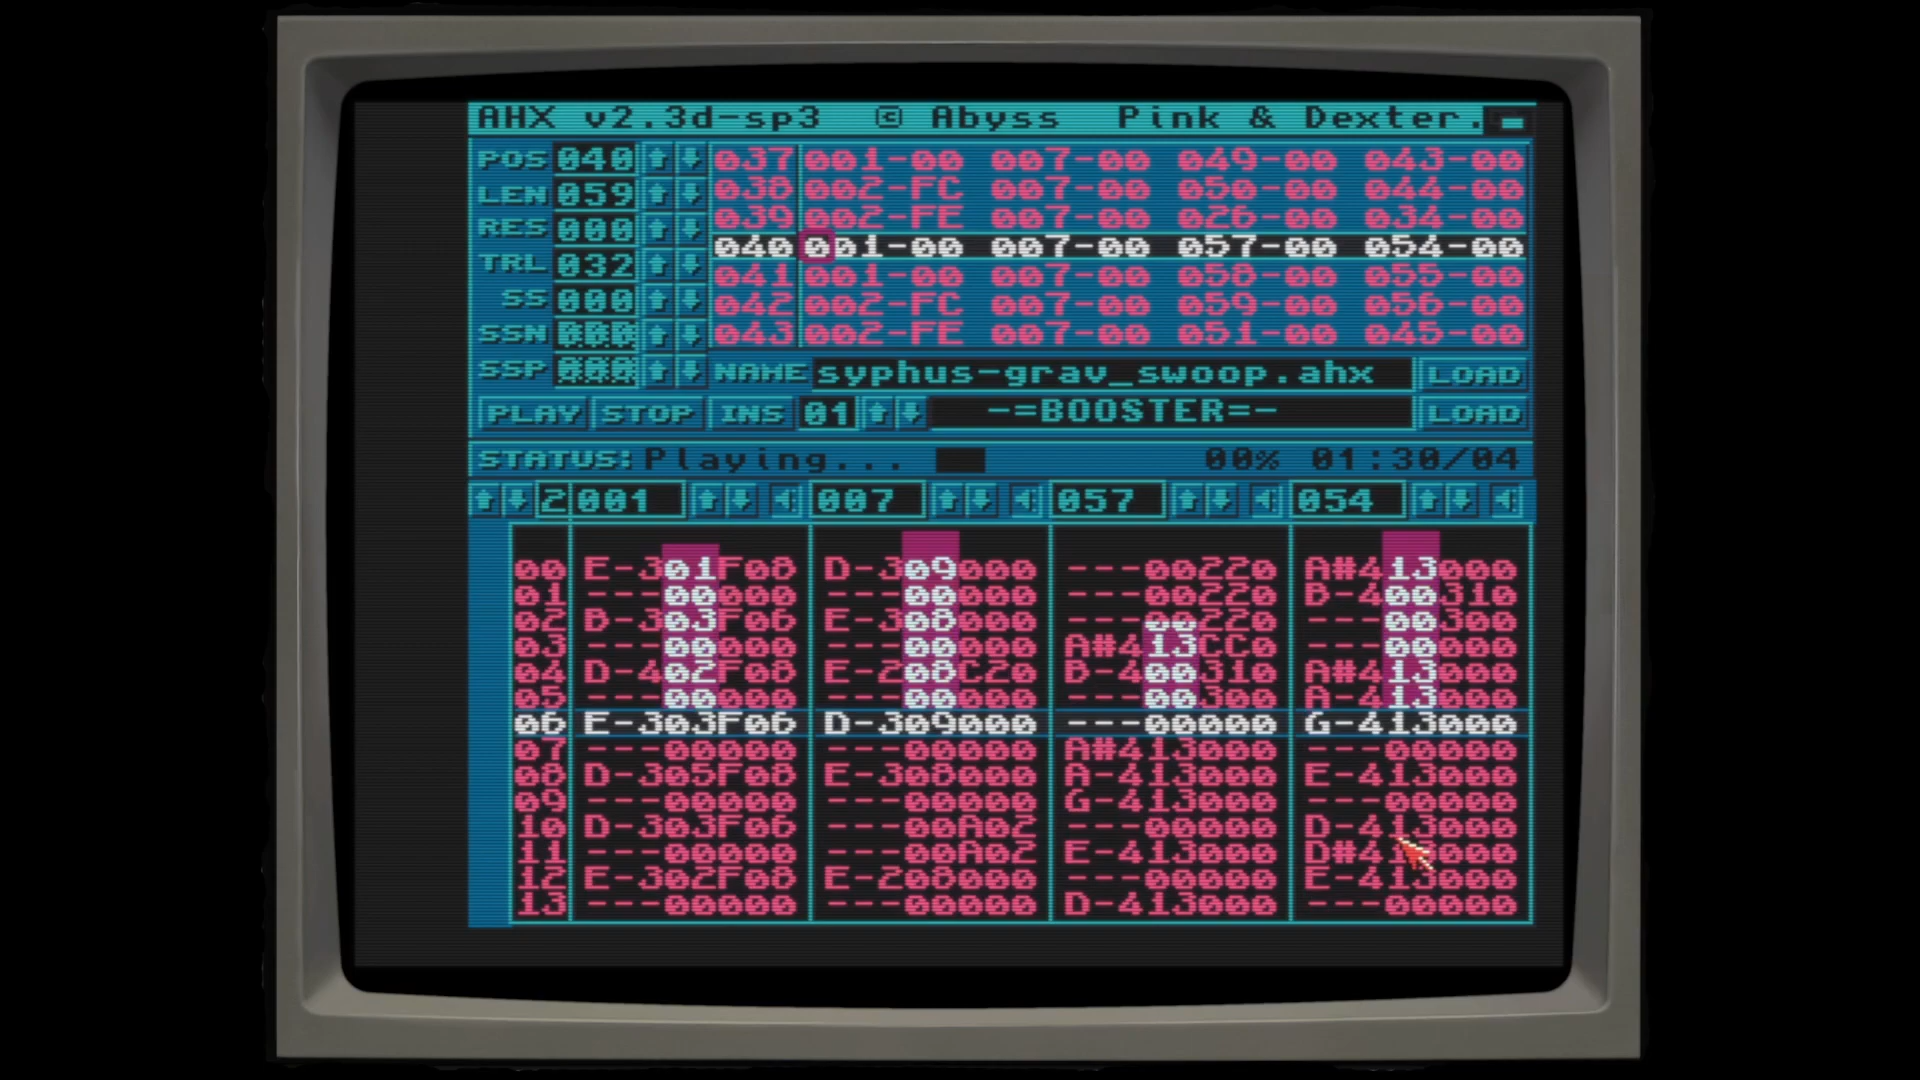 AHX v2.3d-sp3 © Abyss Pink & Dexter.
POS 040 037 001-00 007-00 049-00 043-00
LEN 059 038 002-FC 007-00 050-00 044-00
RES 000 039 002-FE 007-00 026-00 034-00
040 001-00 007-00 057-00 054-00
TRL 032 041 001-00 007-00 058-00 055-00
SS 000 042 002-FC 007-00 059-00 056-00
SSN 000 043 002-FE 007-00 051-00 045-00
SSP 000 NAME syphus-grav_swoop.ahx LOAD
PLAY STOP INS 01 -=BOOSTER=- LOAD
STATUS: Playing... 00% 01:30/04
2 001 007 057 054
00 E-301F08 D-309000 ---00220 A#413000
01 ---00000 ---00000 ---00220 B-400310
02 B-303F06 E-308000 ---00220 ---00300
03 ---00000 ---00000 A#413CC0 ---00000
04 D-402F08 E-208C20 B-400310 A#413000
05 ---00000 ---00000 ---00300 A-413000
06 E-303F06 D-309000 ---00000 G-413000
07 ---00000 ---00000 A#413000 ---00000
08 D-305F08 E-308000 A-413000 E-413000
09 ---00000 ---00000 G-413000 ---00000
10 D-303F06 ---00A02 ---00000 D-413000
11 ---00000 ---00A02 E-413000 D#413000
12 E-302F08 E-208000 ---00000 E-413000
13 ---00000 ---00000 D-413000 ---00000